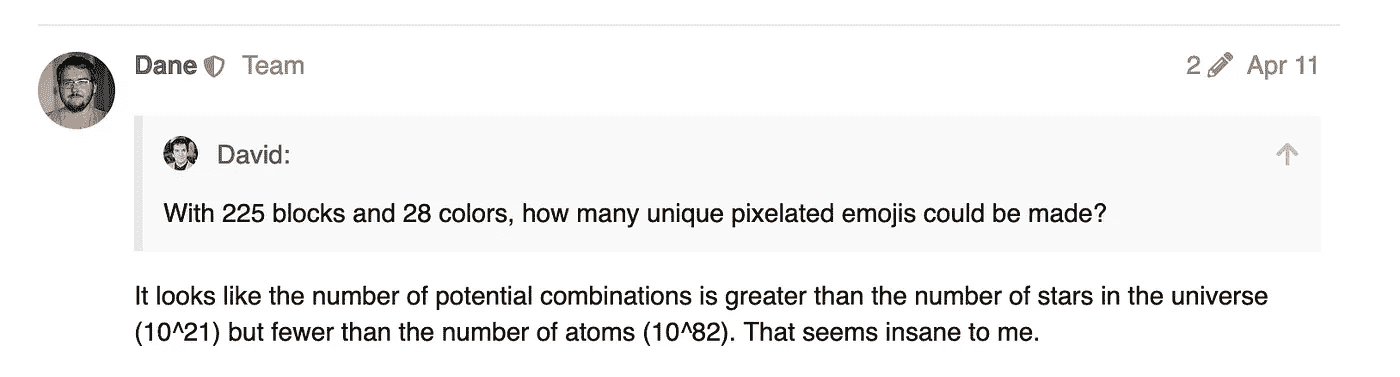 Dane Team 2 Apr 11
David:
With 225 blocks and 28 colors, how many unique pixelated emojis could be made?
It looks like the number of potential combinations is greater than the number of stars in the universe
(10^21) but fewer than the number of atoms (10^82). That seems insane to me.